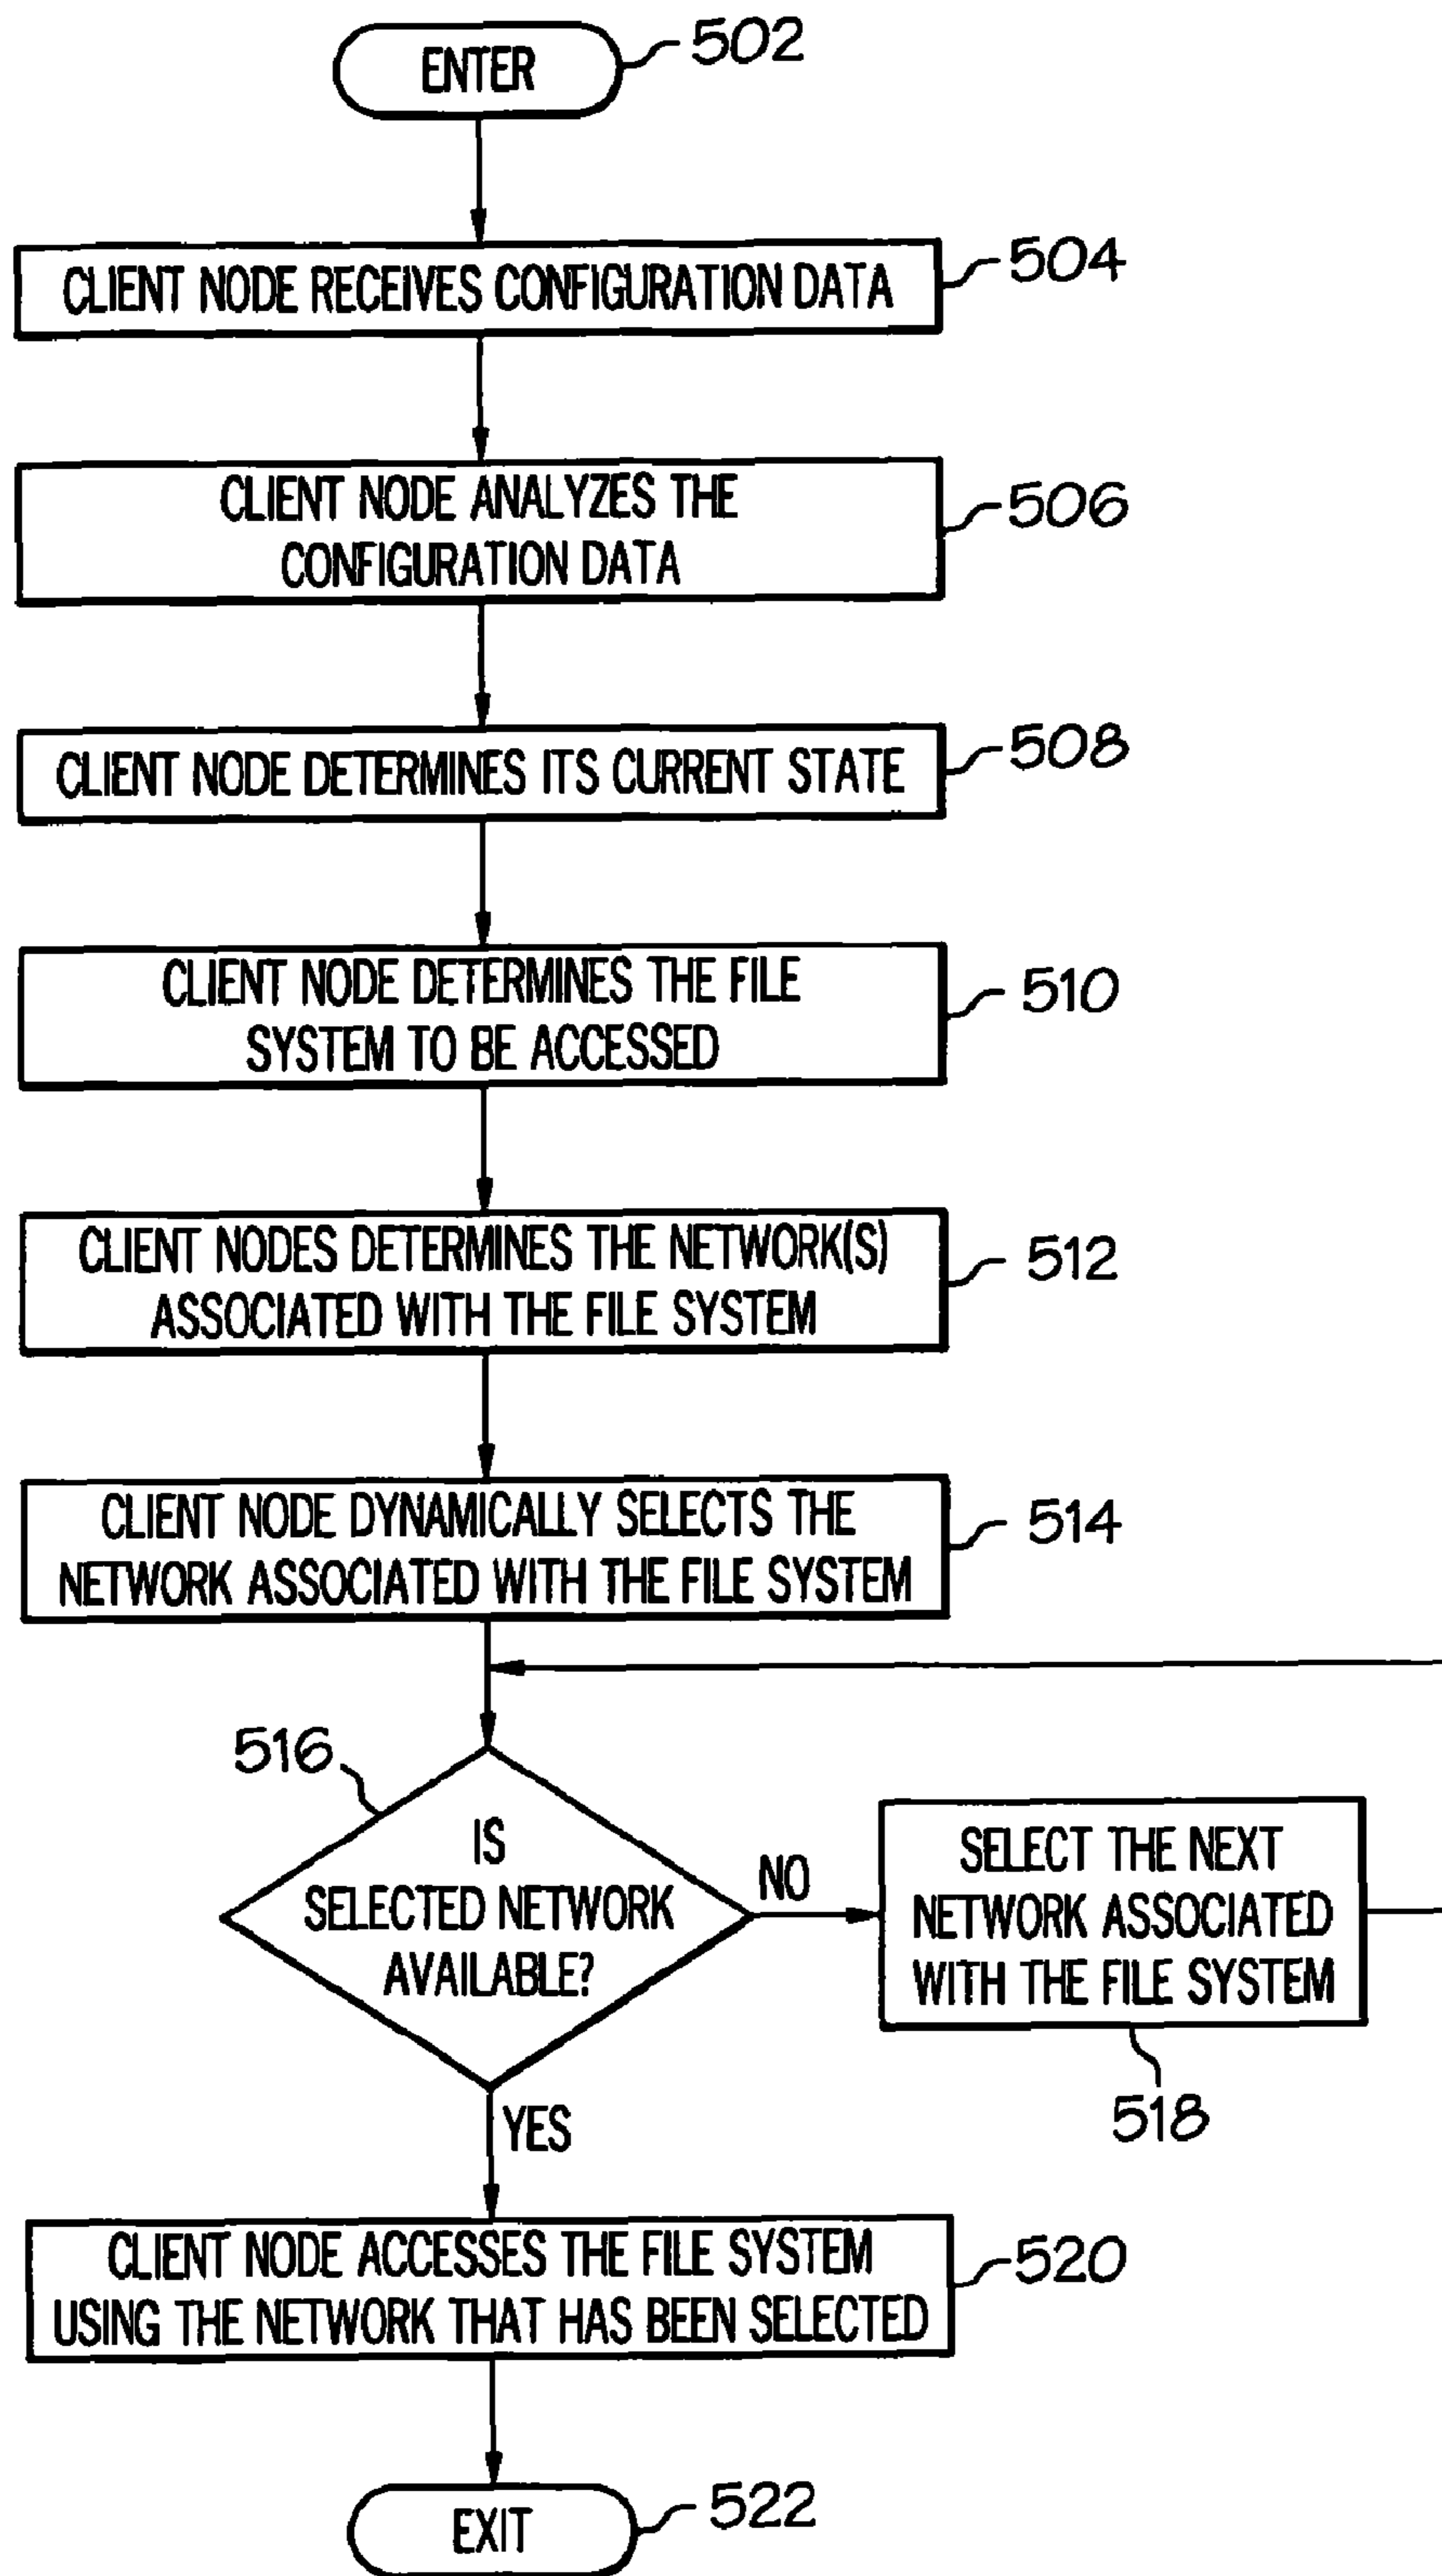 ENTER
502
CLIENT NODE RECEIVES CONFIGURATION DATA
504
CLIENT NODE ANALYZES THE
CONFIGURATION DATA
506
CLIENT NODE DETERMINES ITS CURRENT STATE
508
CLIENT NODE DETERMINES THE FILE
SYSTEM TO BE ACCESSED
510
CLIENT NODES DETERMINES THE NETWORK(S)
ASSOCIATED WITH THE FILE SYSTEM
512
CLIENT NODE DYNAMICALLY SELECTS THE
NETWORK ASSOCIATED WITH THE FILE SYSTEM
514
516
IS
SELECTED NETWORK
AVAILABLE?
NO
SELECT THE NEXT
NETWORK ASSOCIATED
WITH THE FILE SYSTEM
518
YES
CLIENT NODE ACCESSES THE FILE SYSTEM
USING THE NETWORK THAT HAS BEEN SELECTED
520
EXIT
522